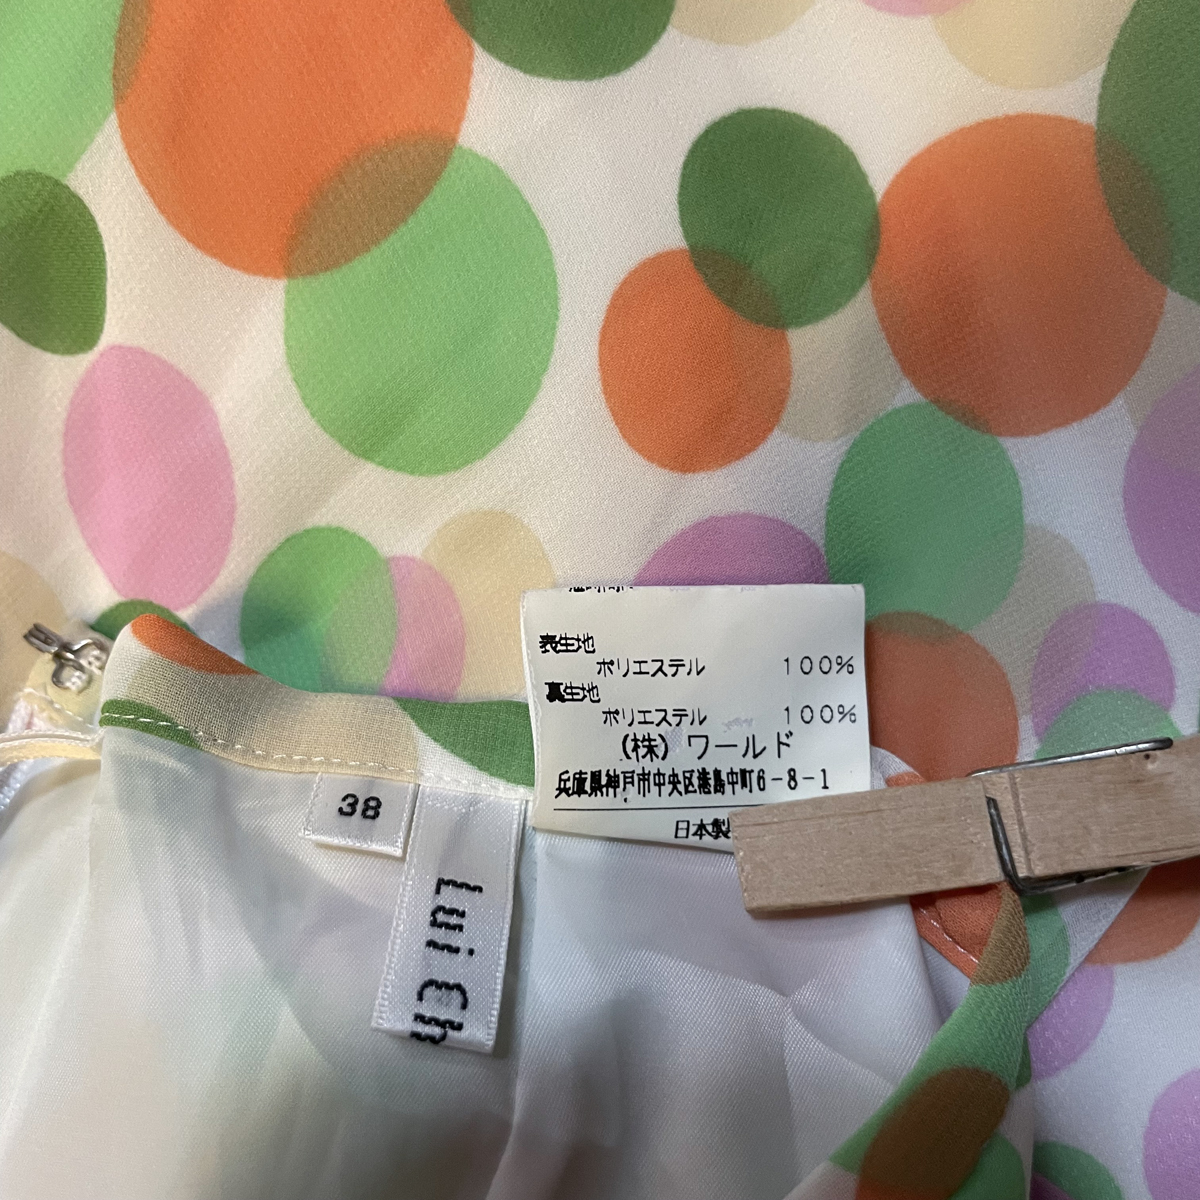 表生地
ポリエステル 100%
裏生地
ポリエステル 100%
(株) ワールド
兵庫県神戸市中央区港島中町6-8-1
日本製
38
Lui Ch